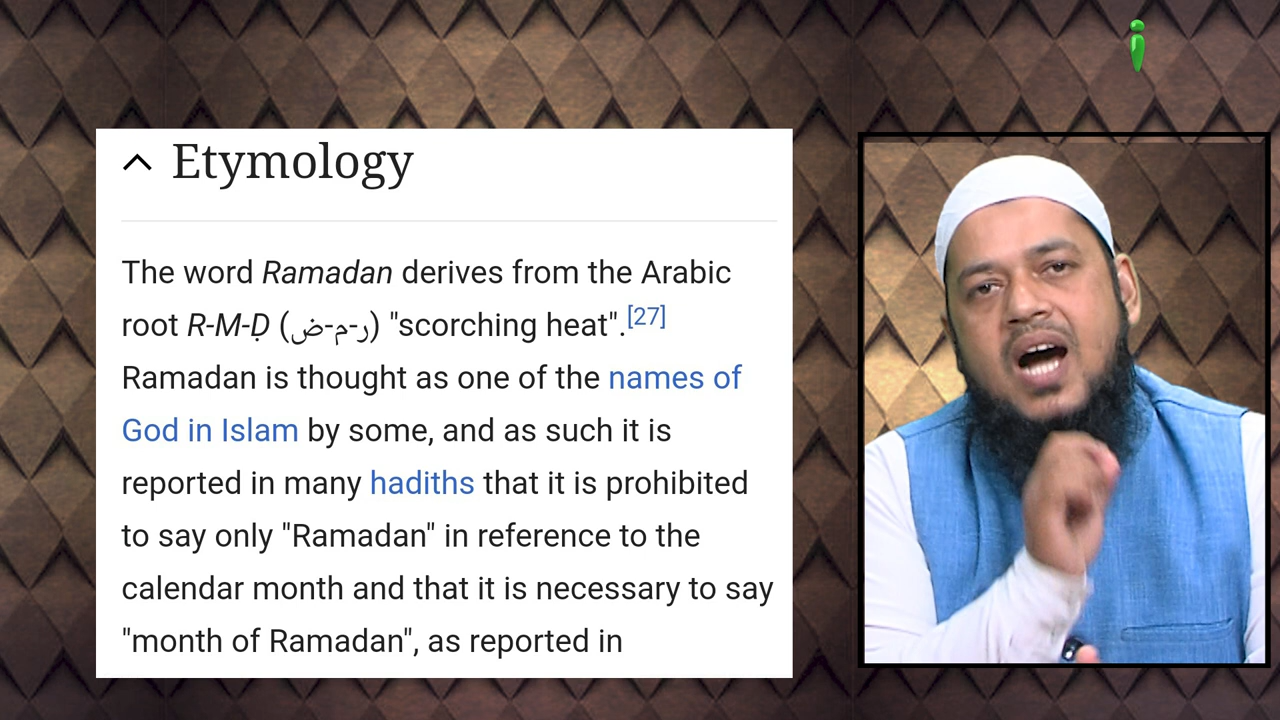 Etymology
The word Ramadan derives from the Arabic
root R-M-Ḍ (ر-م-ض) "scorching heat".[27]
Ramadan is thought as one of the names of
God in Islam by some, and as such it is
reported in many hadiths that it is prohibited
to say only "Ramadan" in reference to the
calendar month and that it is necessary to say
"month of Ramadan", as reported in